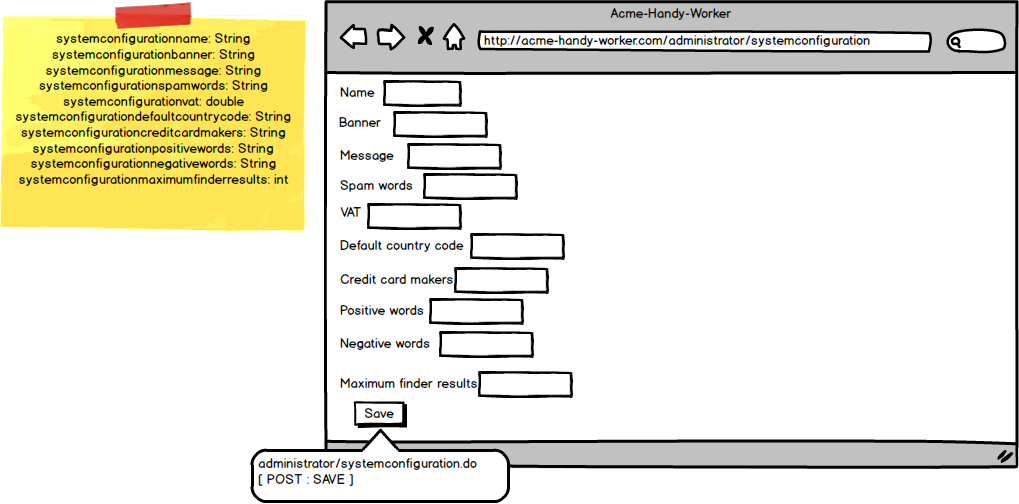 systemconfigurationname: String
systemconfigurationbanner: String
systemconfigurationmessage: String
systemconfigurationspamwords: String
systemconfigurationvat: double
systemconfigurationdefaultcountrycode: String
systemconfigurationcreditcardmakers: String
systemconfigurationpositivewords: String
systemconfigurationnegativewords: String
systemconfigurationmaximumfinderresults: int
Acme-Handy-Worker
http://acme-handy-worker.com/administrator/systemconfiguration
Name
Banner
Message
Spam words
VAT
Default country code
Credit card makers
Positive words
Negative words
Maximum finder results
Save
administrator/systemconfiguration.do
[ POST : SAVE ]